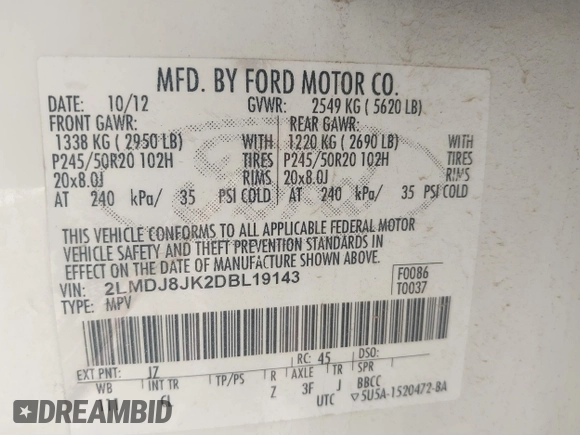 MFD. BY FORD MOTOR CO.
DATE: 10/12 GVWR: 2549 KG ( 5620 LB)
FRONT GAWR: REAR GAWR:
1338 KG ( 2950 LB) WITH 1220 KG ( 2690 LB) WITH
P245/50R20 102H TIRES P245/50R20 102H TIRES
20x8.0J RIMS 20x8.0J RIMS
AT 240 kPa/ 35 PSI COLD AT 240 kPa/ 35 PSI COLD
THIS VEHICLE CONFORMS TO ALL APPLICABLE FEDERAL MOTOR
VEHICLE SAFETY AND THEFT PREVENTION STANDARDS IN
EFFECT ON THE DATE OF MANUFACTURE SHOWN ABOVE.
VIN: 2LMDJ8JK2DBL19143 F0086
TYPE: MPV T0037
EXT PNT: JZ RC: 45 DSO:
WB INT TR TP/PS R AXLE TR SPR
Z 3F J BBCC
UTC ▽5U5A-1520472-BA
DREAMBID